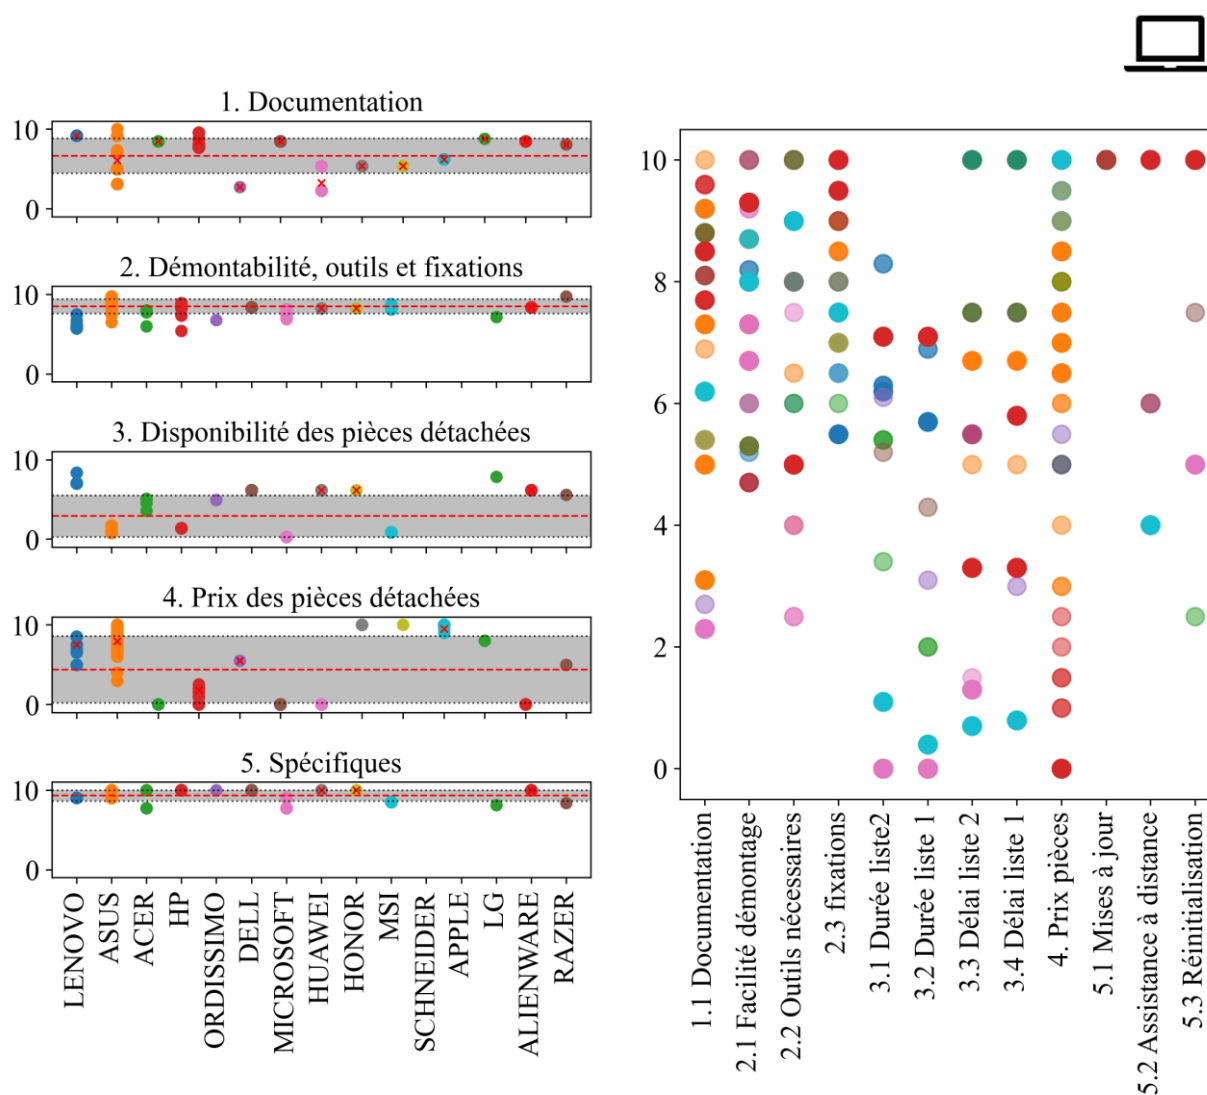 1. Documentation
10
0
2. Démontabilité, outils et fixations
10
0
3. Disponibilité des pièces détachées
10
0
4. Prix des pièces détachées
10
0
5. Spécifiques
10
0
LENOVO
ASUS
ACER
HP
ORDISSIMO
DELL
MICROSOFT
HUAWEI
HONOR
MSI
SCHNEIDER
APPLE
LG
ALIENWARE
RAZER
10
8
6
4
2
0
1.1 Documentation
2.1 Facilité démontage
2.2 Outils nécessaires
2.3 fixations
3.1 Durée liste2
3.2 Durée liste 1
3.3 Délai liste 2
3.4 Délai liste 1
4. Prix pièces
5.1 Mises à jour
5.2 Assistance à distance
5.3 Réinitialisation